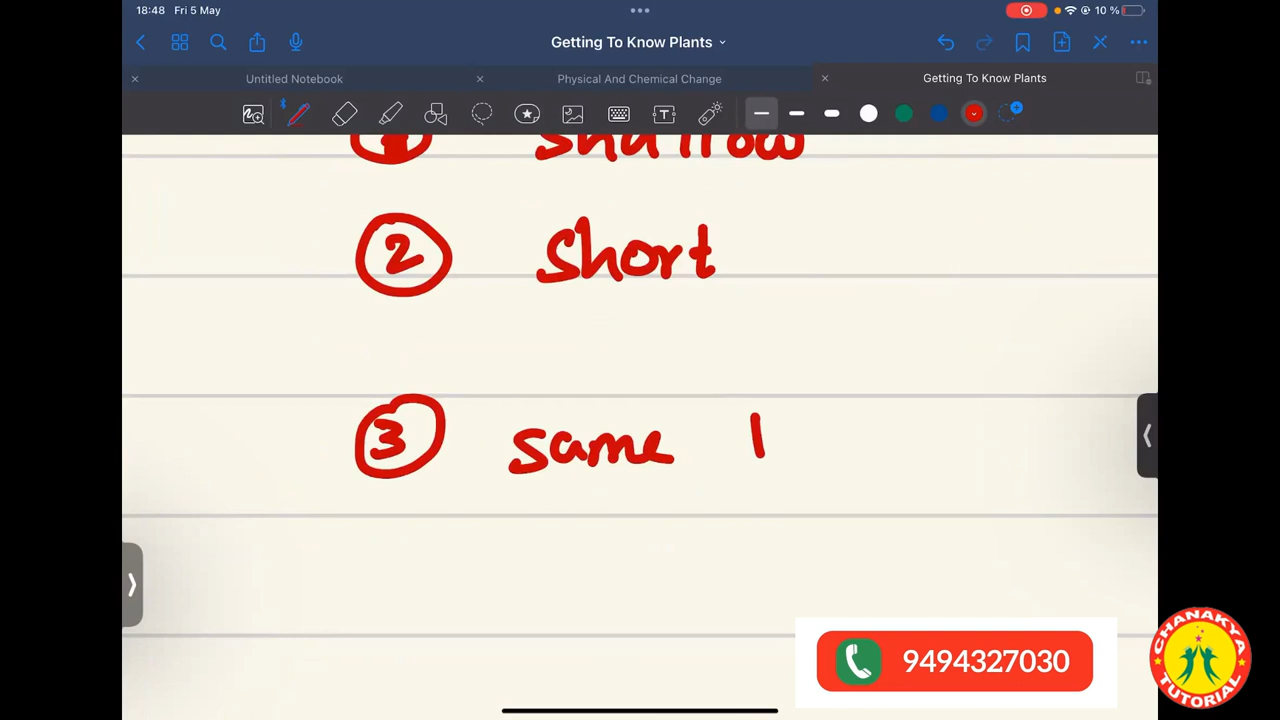 18:48 Fri 5 May
10 %
Getting To Know Plants
Untitled Notebook
Physical And Chemical Change
Getting To Know Plants
① shallow
② short
③ same l
9494327030
CHANAKYA
TUTORIAL